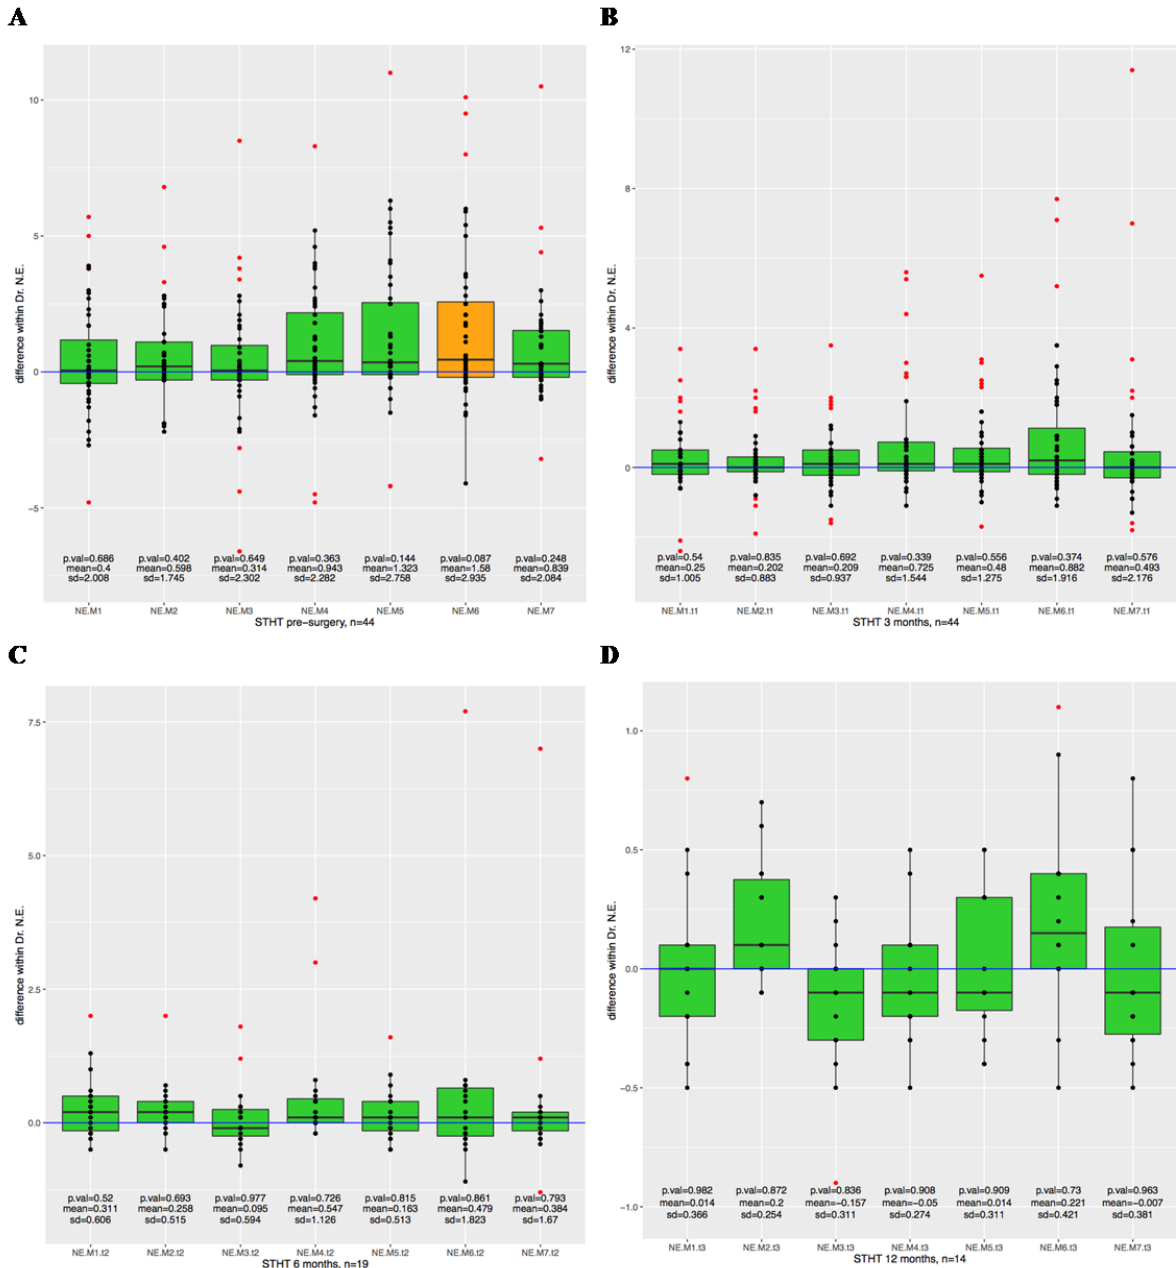 A
10
5
0
−5
difference within Dr. N.E.
p.val=0.686 p.val=0.402 p.val=0.649 p.val=0.363 p.val=0.144 p.val=0.087 p.val=0.248
mean=0.4 mean=0.598 mean=0.314 mean=0.943 mean=1.323 mean=1.58 mean=0.839
sd=2.008 sd=1.745 sd=2.302 sd=2.282 sd=2.758 sd=2.935 sd=2.084
NE.M1 NE.M2 NE.M3 NE.M4 NE.M5 NE.M6 NE.M7
STHT pre−surgery, n=44
B
12
8
4
0
difference within Dr. N.E.
p.val=0.54 p.val=0.835 p.val=0.692 p.val=0.339 p.val=0.556 p.val=0.374 p.val=0.576
mean=0.25 mean=0.202 mean=0.209 mean=0.725 mean=0.48 mean=0.882 mean=0.493
sd=1.005 sd=0.883 sd=0.937 sd=1.544 sd=1.275 sd=1.916 sd=2.176
NE.M1.t1 NE.M2.t1 NE.M3.t1 NE.M4.t1 NE.M5.t1 NE.M6.t1 NE.M7.t1
STHT 3 months, n=44
C
7.5
5.0
2.5
0.0
difference within Dr. N.E.
p.val=0.52 p.val=0.693 p.val=0.977 p.val=0.726 p.val=0.815 p.val=0.861 p.val=0.793
mean=0.311 mean=0.258 mean=0.095 mean=0.547 mean=0.163 mean=0.479 mean=0.384
sd=0.606 sd=0.515 sd=0.594 sd=1.126 sd=0.513 sd=1.823 sd=1.67
NE.M1.t2 NE.M2.t2 NE.M3.t2 NE.M4.t2 NE.M5.t2 NE.M6.t2 NE.M7.t2
STHT 6 months, n=19
D
1.0
0.5
0.0
−0.5
−1.0
difference within Dr. N.E.
p.val=0.982 p.val=0.872 p.val=0.836 p.val=0.908 p.val=0.909 p.val=0.73 p.val=0.963
mean=0.014 mean=0.2 mean=−0.157 mean=−0.05 mean=0.014 mean=0.221 mean=−0.007
sd=0.366 sd=0.254 sd=0.311 sd=0.274 sd=0.311 sd=0.421 sd=0.381
NE.M1.t3 NE.M2.t3 NE.M3.t3 NE.M4.t3 NE.M5.t3 NE.M6.t3 NE.M7.t3
STHT 12 months, n=14